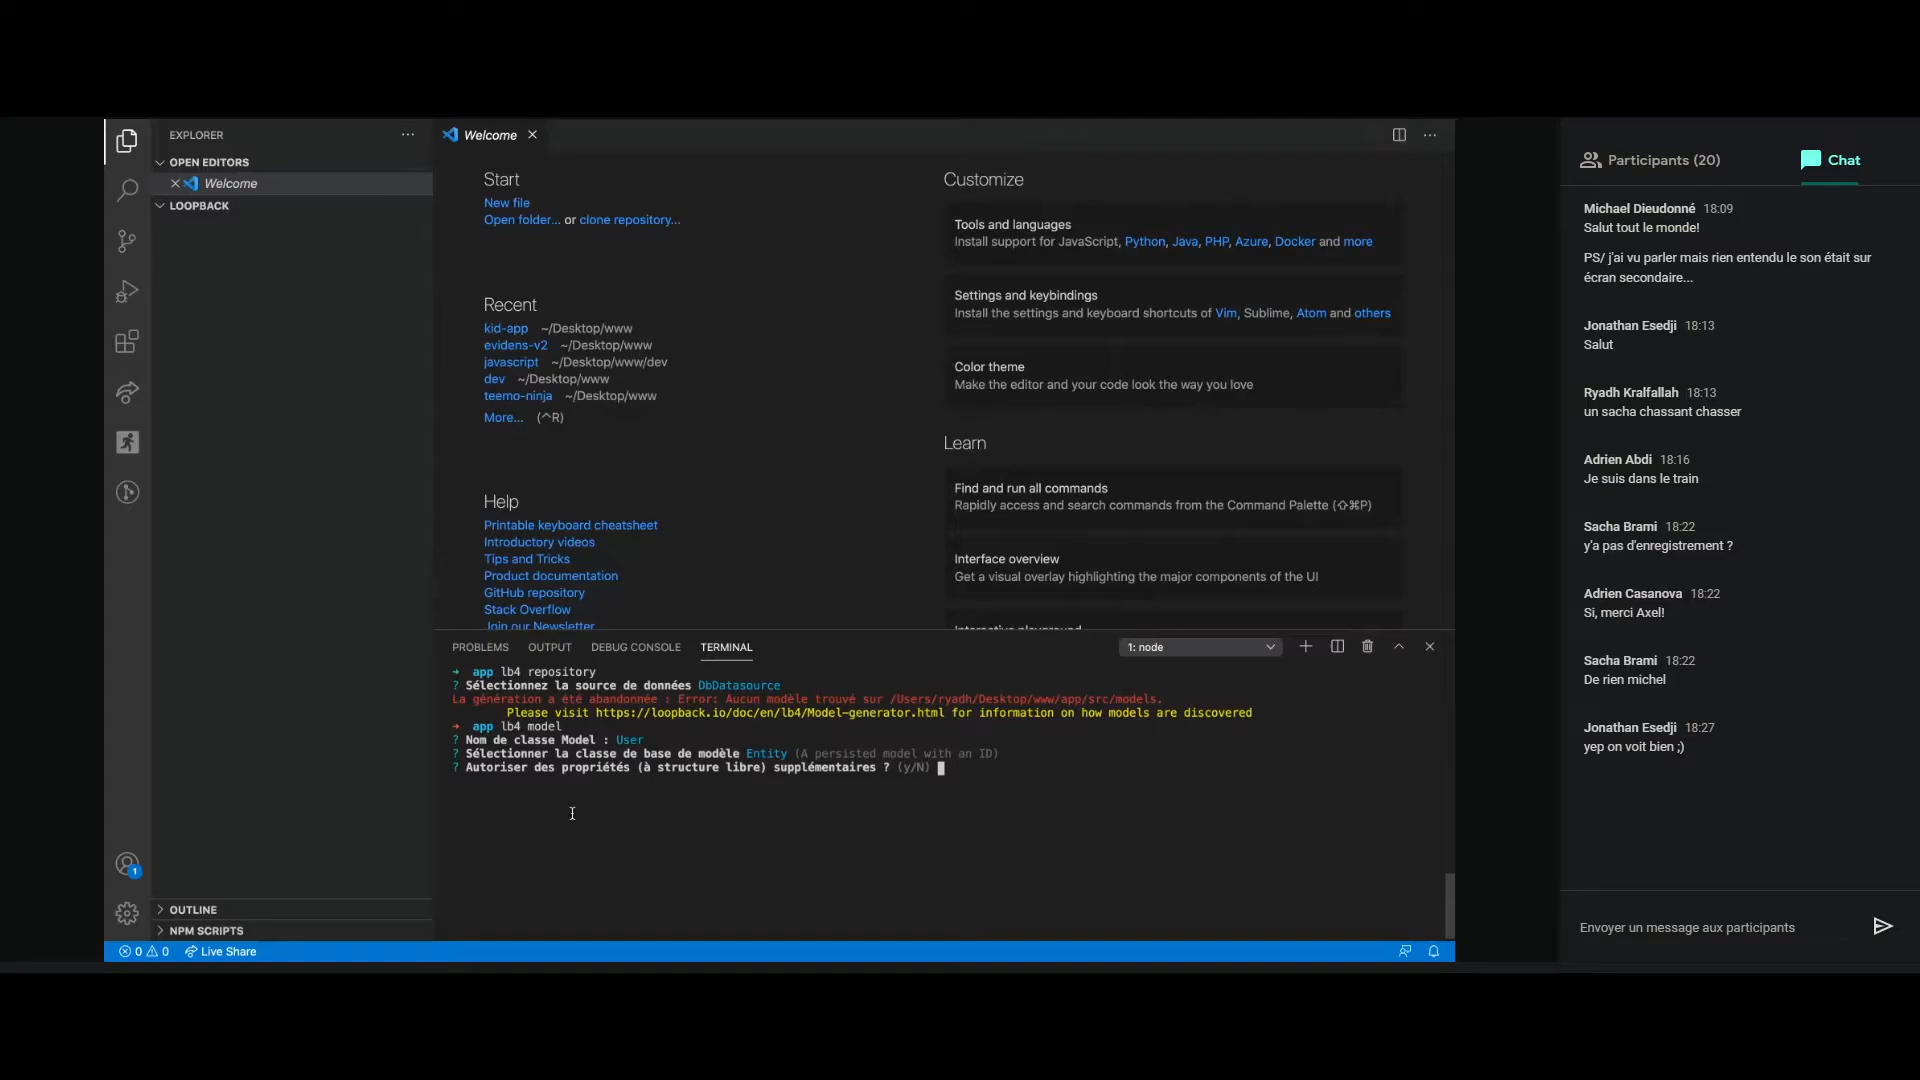 EXPLORER
OPEN EDITORS
Welcome
LOOPBACK
OUTLINE
NPM SCRIPTS
Welcome
Start
New file
Open folder... or clone repository...
Recent
kid-app ~/Desktop/www
evidens-v2 ~/Desktop/www
javascript ~/Desktop/www/dev
dev ~/Desktop/www
teemo-ninja ~/Desktop/www
More... (^R)
Help
Printable keyboard cheatsheet
Introductory videos
Tips and Tricks
Product documentation
GitHub repository
Stack Overflow
Join our Newsletter
Customize
Tools and languages
Install support for JavaScript, Python, Java, PHP, Azure, Docker and more
Settings and keybindings
Install the settings and keyboard shortcuts of Vim, Sublime, Atom and others
Color theme
Make the editor and your code look the way you love
Learn
Find and run all commands
Rapidly access and search commands from the Command Palette (⇧⌘P)
Interface overview
Get a visual overlay highlighting the major components of the UI
Interactive playground
PROBLEMS OUTPUT DEBUG CONSOLE TERMINAL 1: node
→ app lb4 repository
? Sélectionnez la source de données DbDatasource
La génération a été abandonnée : Error: Aucun modèle trouvé sur /Users/ryadh/Desktop/www/app/src/models.
Please visit https://loopback.io/doc/en/lb4/Model-generator.html for information on how models are discovered
→ app lb4 model
? Nom de classe Model : User
? Sélectionner la classe de base de modèle Entity (A persisted model with an ID)
? Autoriser des propriétés (à structure libre) supplémentaires ? (y/N)
1
0 0 Live Share
Participants (20) Chat
Michael Dieudonné 18:09
Salut tout le monde!
PS/ j'ai vu parler mais rien entendu le son était sur
écran secondaire...
Jonathan Esedji 18:13
Salut
Ryadh Kralfallah 18:13
un sacha chassant chasser
Adrien Abdi 18:16
Je suis dans le train
Sacha Brami 18:22
y'a pas d'enregistrement ?
Adrien Casanova 18:22
Si, merci Axel!
Sacha Brami 18:22
De rien michel
Jonathan Esedji 18:27
yep on voit bien ;)
Envoyer un message aux participants